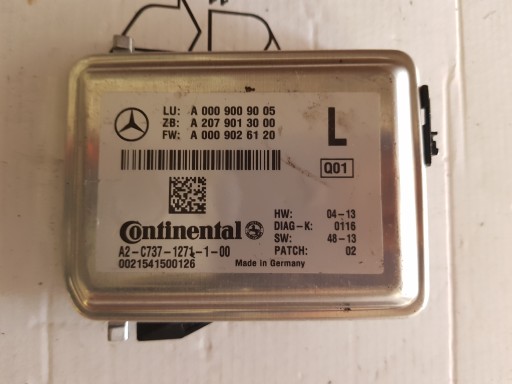 LU: A 000 900 90 05
ZB: A 207 901 30 00
FW: A 000 902 61 20
L
Q01
Continental
A2-C737-1271-1-00
0021541500126
HW: 04-13
DIAG-K: 0116
SW: 48-13
PATCH: 02
Made in Germany